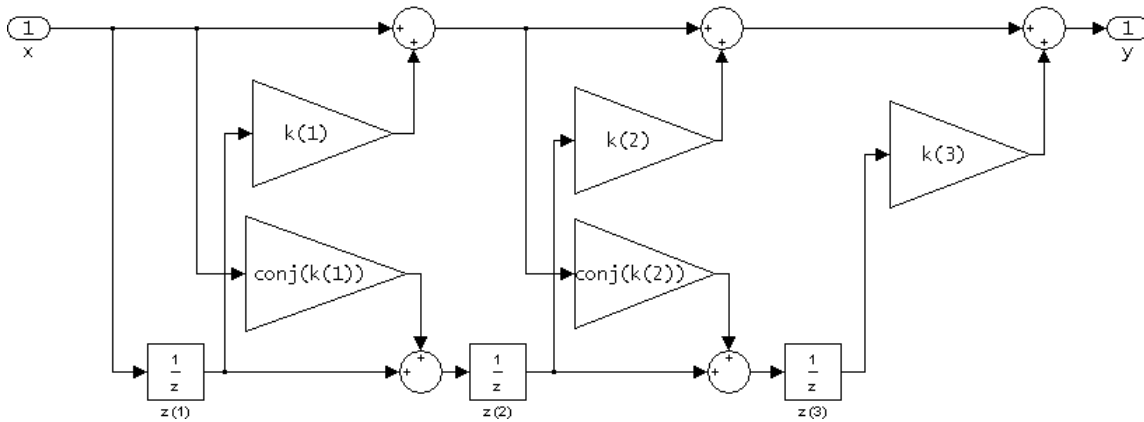 1
x
+
+
+
+
+
+
1
y
k(1)
k(2)
k(3)
conj(k(1))
conj(k(2))
1
z
z(1)
+
+
1
z
z(2)
+
+
1
z
z(3)